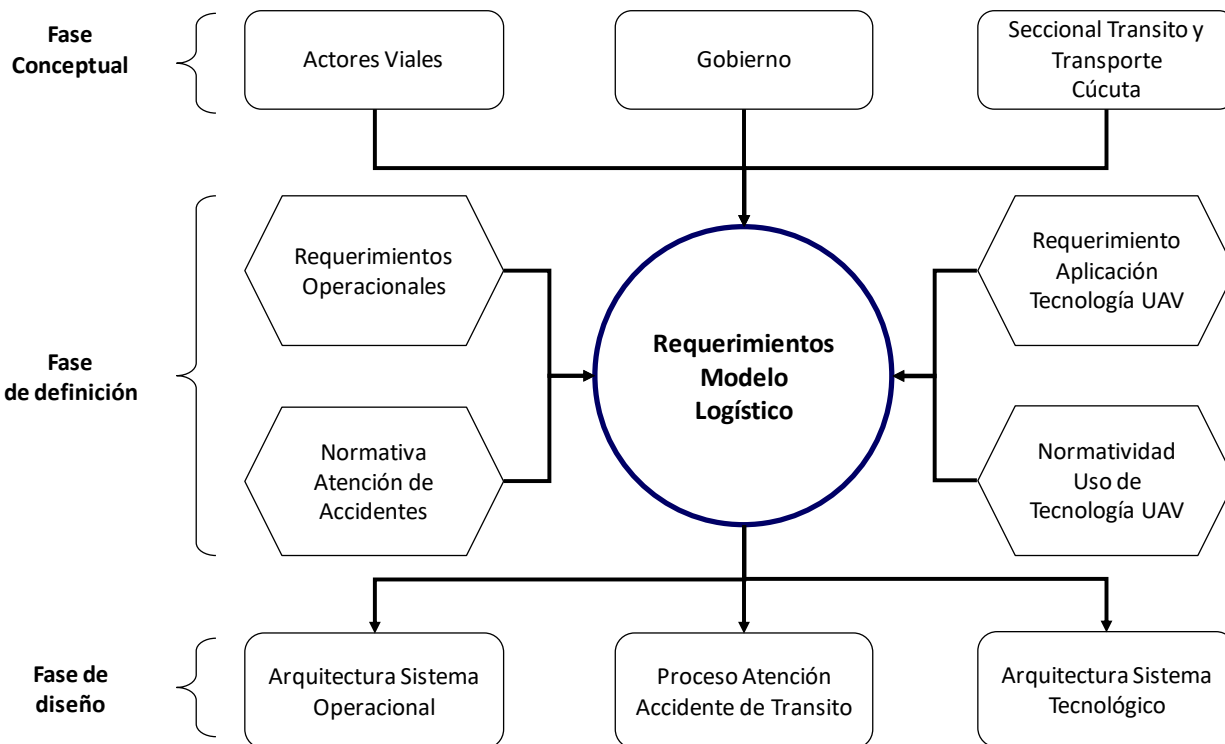 Fase
Conceptual
Actores Viales
Gobierno
Seccional Transito y
Transporte
Cúcuta
Fase
de definición
Requerimientos
Operacionales
Normativa
Atención de
Accidentes
Requerimientos
Modelo
Logístico
Requerimiento
Aplicación
Tecnología UAV
Normatividad
Uso de
Tecnología UAV
Fase de
diseño
Arquitectura Sistema
Operacional
Proceso Atención
Accidente de Transito
Arquitectura Sistema
Tecnológico